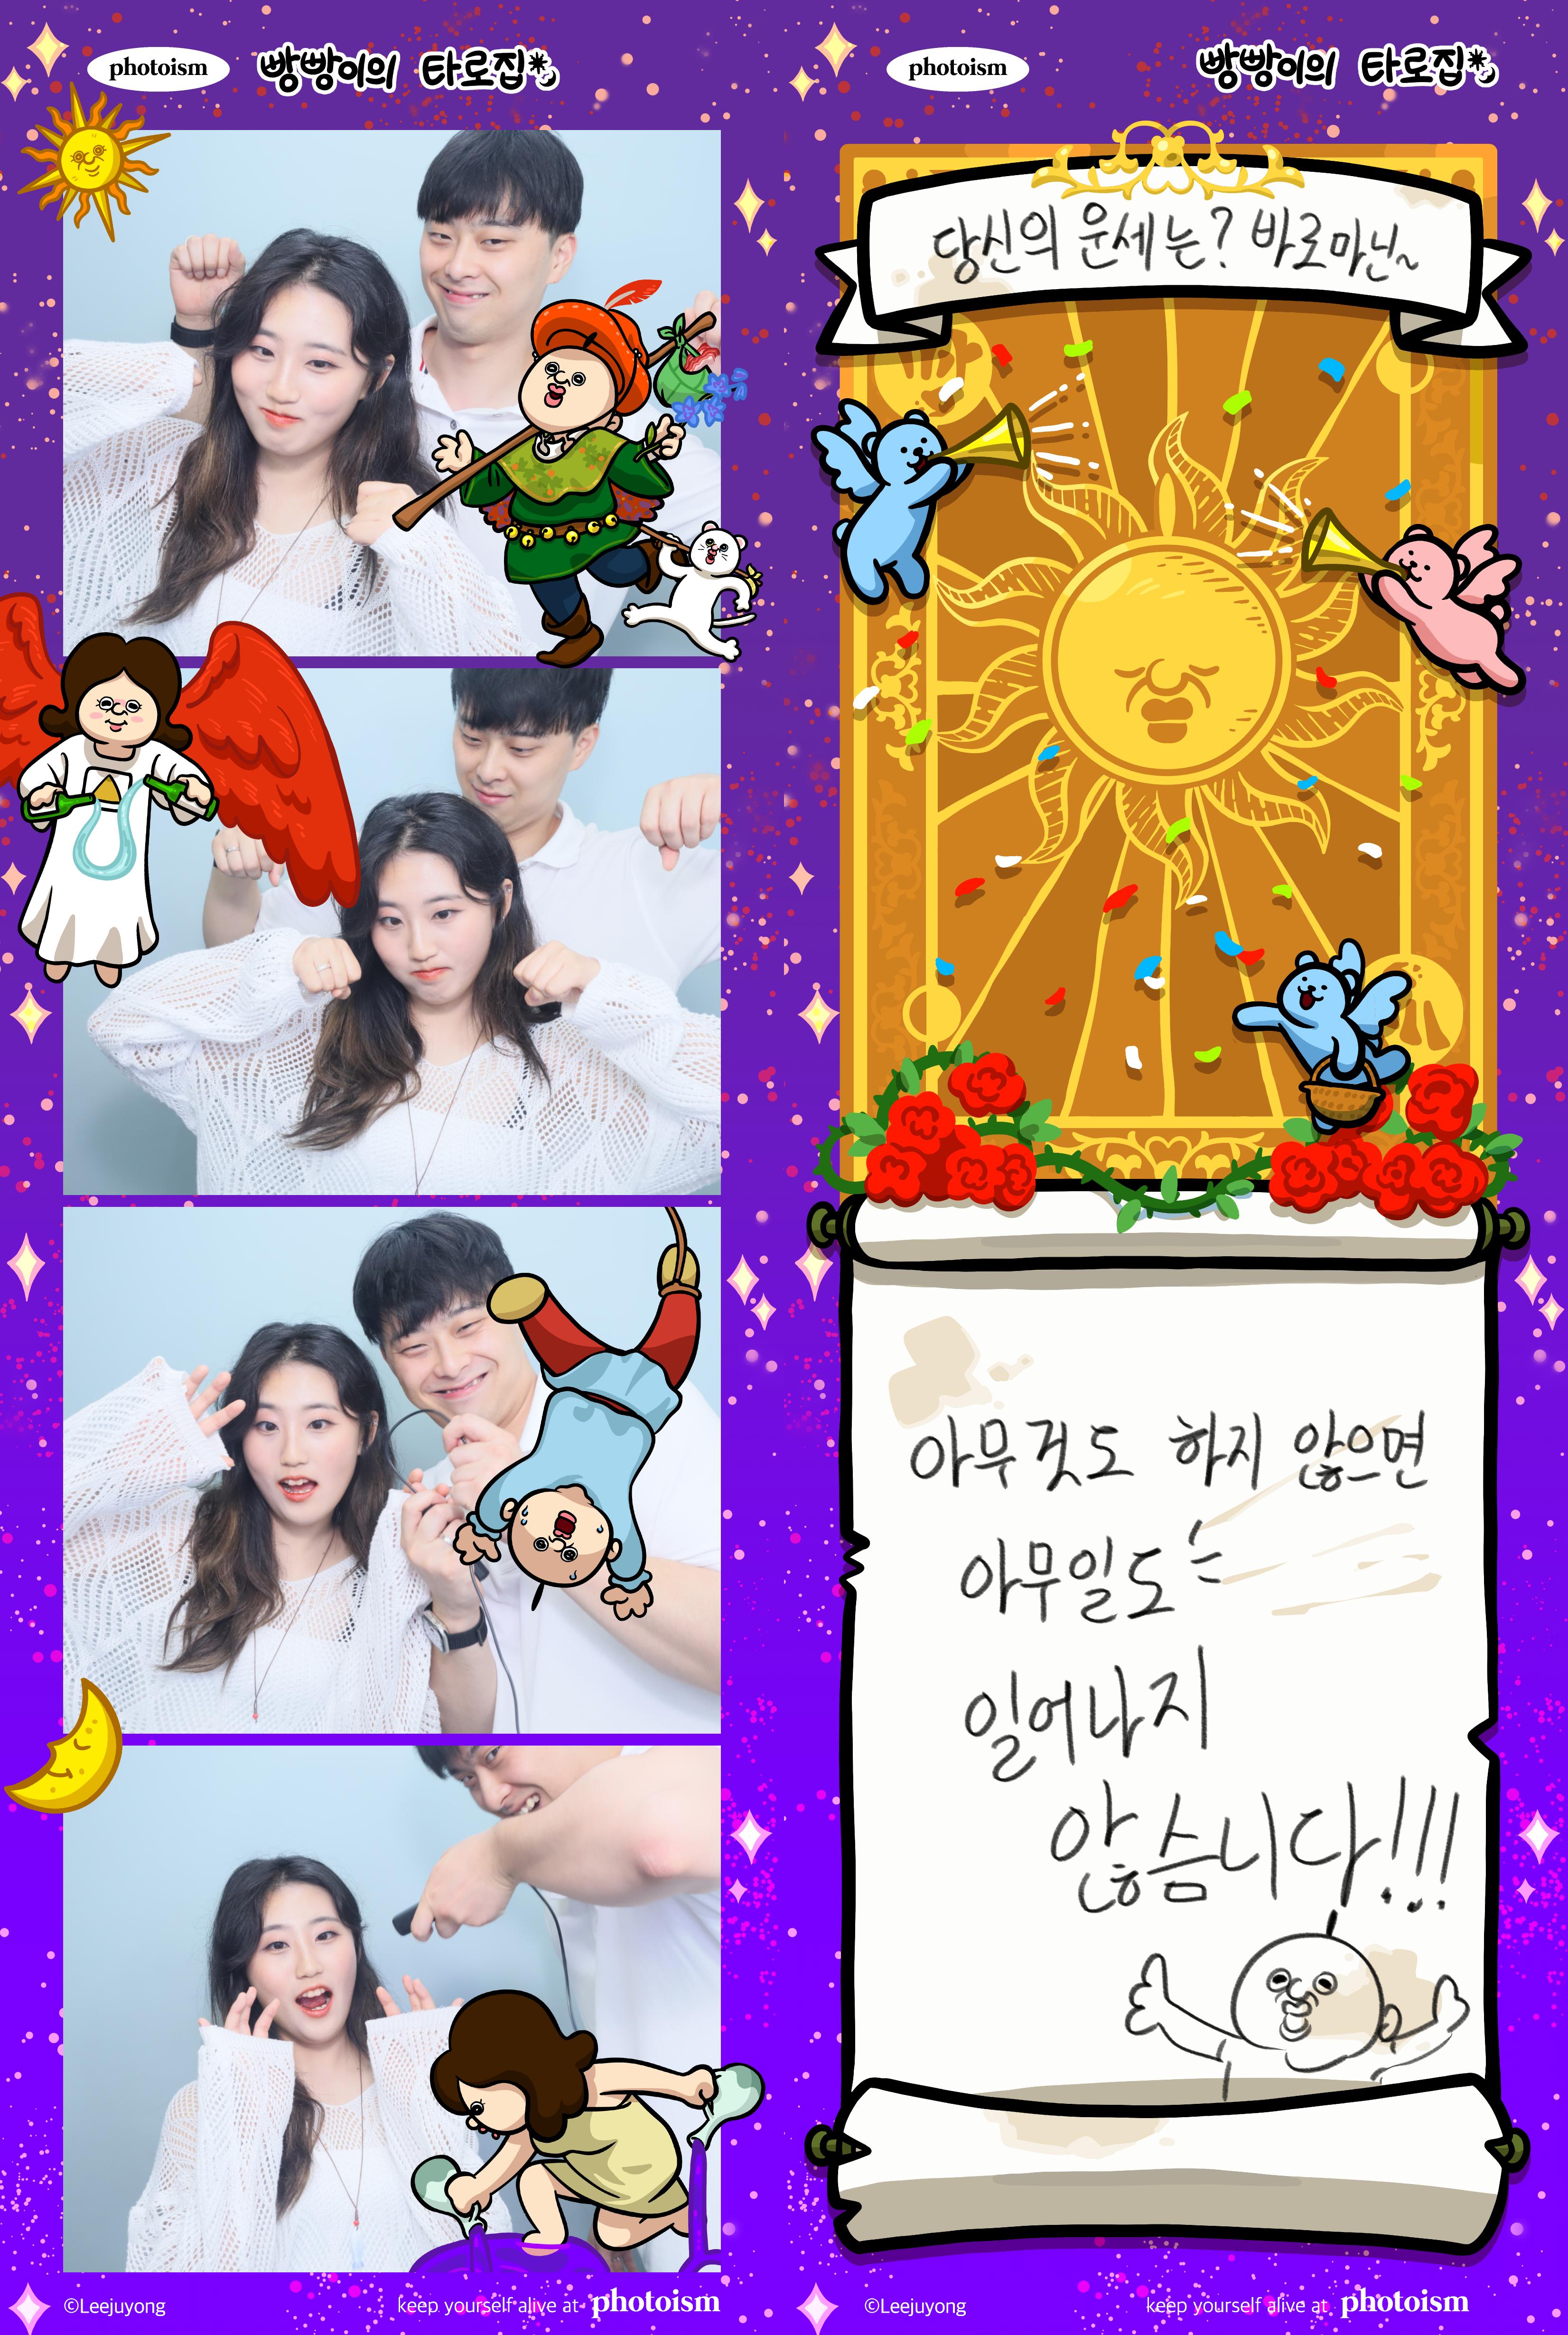 photoism 빵빵이의 타로집
photoism 빵빵이의 타로집
당신의 운세는? 바로마닌~
아무것도 하지 않으면
아무일도
일어나지
않습니다!!!
©Leejuyong keep yourself alive at photoism
©Leejuyong keep yourself alive at photoism